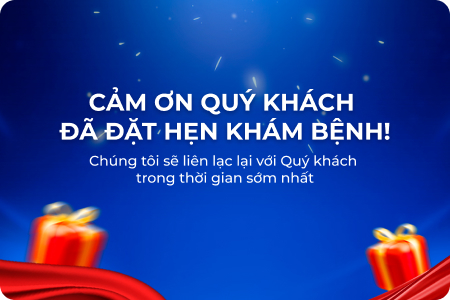 CẢM ƠN QUÝ KHÁCH
ĐÃ ĐẶT HẸN KHÁM BỆNH!
Chúng tôi sẽ liên lạc lại với Quý khách
trong thời gian sớm nhất